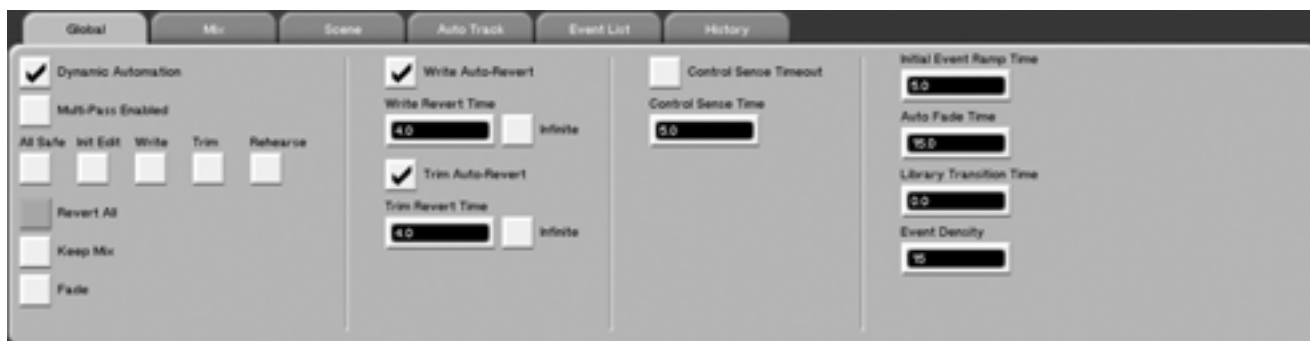 Global Mix Scene Auto Track Event List History
Dynamic Automation
Multi-Pass Enabled
All Safe Init Edit Write Trim Rehearse
Revert All
Keep Mix
Fade
Write Auto-Revert
Write Revert Time
4.0 Infinite
Trim Auto-Revert
Trim Revert Time
4.0 Infinite
Control Sense Timeout
Control Sense Time
5.0
Initial Event Ramp Time
5.0
Auto Fade Time
15.0
Library Transition Time
0.0
Event Density
15